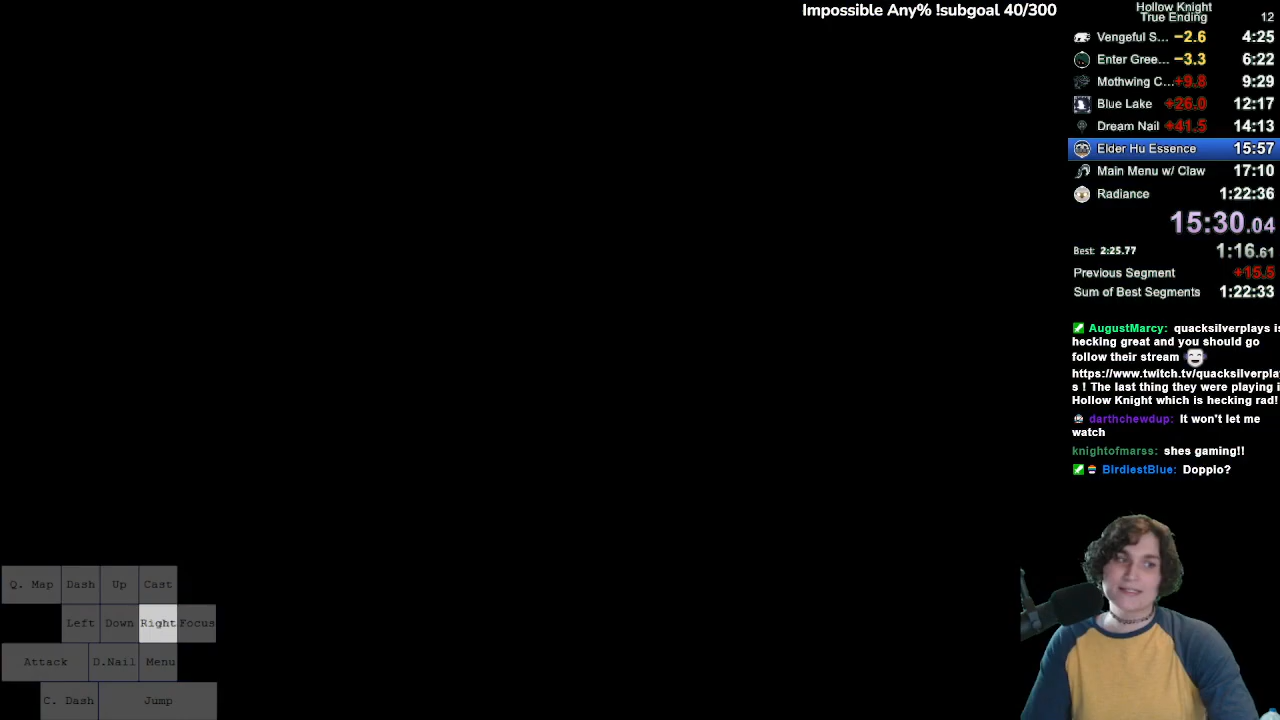 Impossible Any% !subgoal 40/300
Hollow Knight
True Ending 12
Vengeful S... −2.6 4:25
Enter Gree... −3.3 6:22
Mothwing C... +9.8 9:29
Blue Lake +26.0 12:17
Dream Nail +41.5 14:13
Elder Hu Essence 15:57
Main Menu w/ Claw 17:10
Radiance 1:22:36
15:30.04
Best: 2:25.77 1:16.61
Previous Segment +15.5
Sum of Best Segments 1:22:33
AugustMarcy: quacksilverplays is
hecking great and you should go
follow their stream
https://www.twitch.tv/quacksilverpla
s ! The last thing they were playing i
Hollow Knight which is hecking rad!
darthchewdup: It won't let me
watch
knightofmarss: shes gaming!!
BirdiestBlue: Doppio?
Q. Map Dash Up Cast
Left Down Right Focus
Attack D.Nail Menu
C. Dash Jump